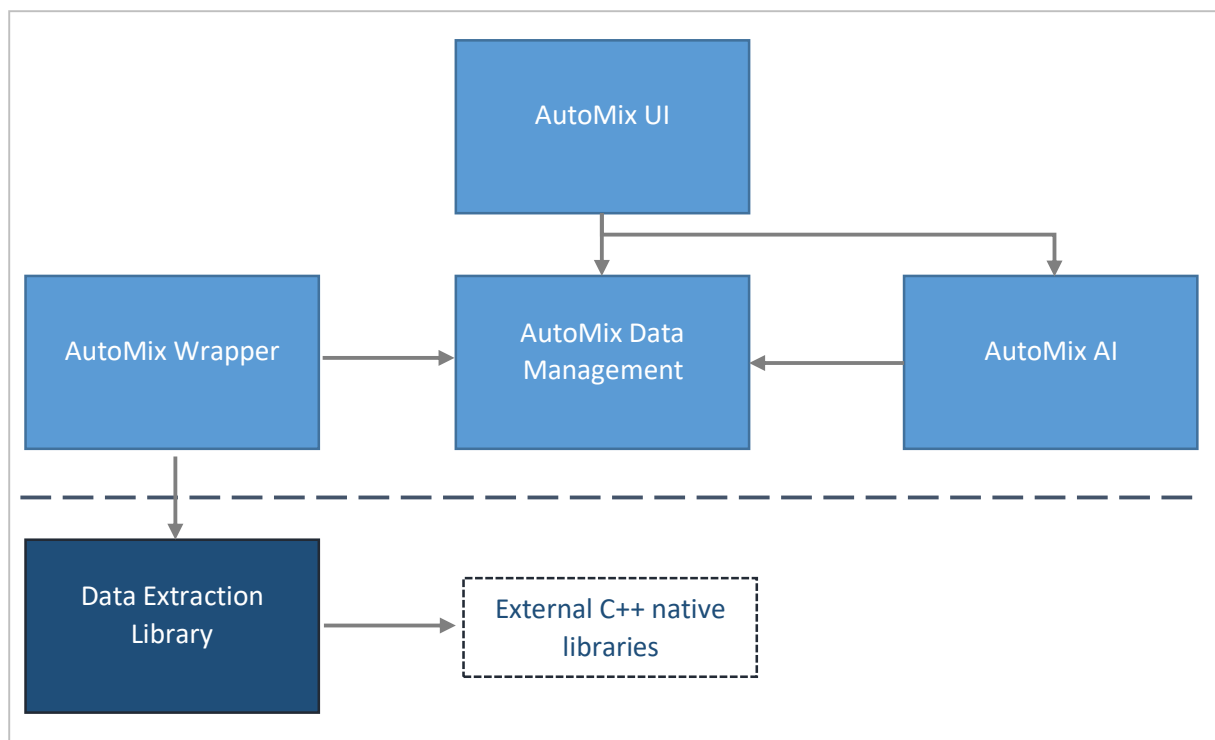 AutoMix UI
AutoMix Wrapper
AutoMix Data
Management
AutoMix AI
Data Extraction
Library
External C++ native
libraries